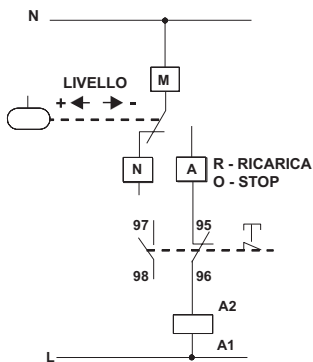 N
M
LIVELLO
+ -
N
A
R - RICARICA
O - STOP
97
95
98
96
A2
A1
L